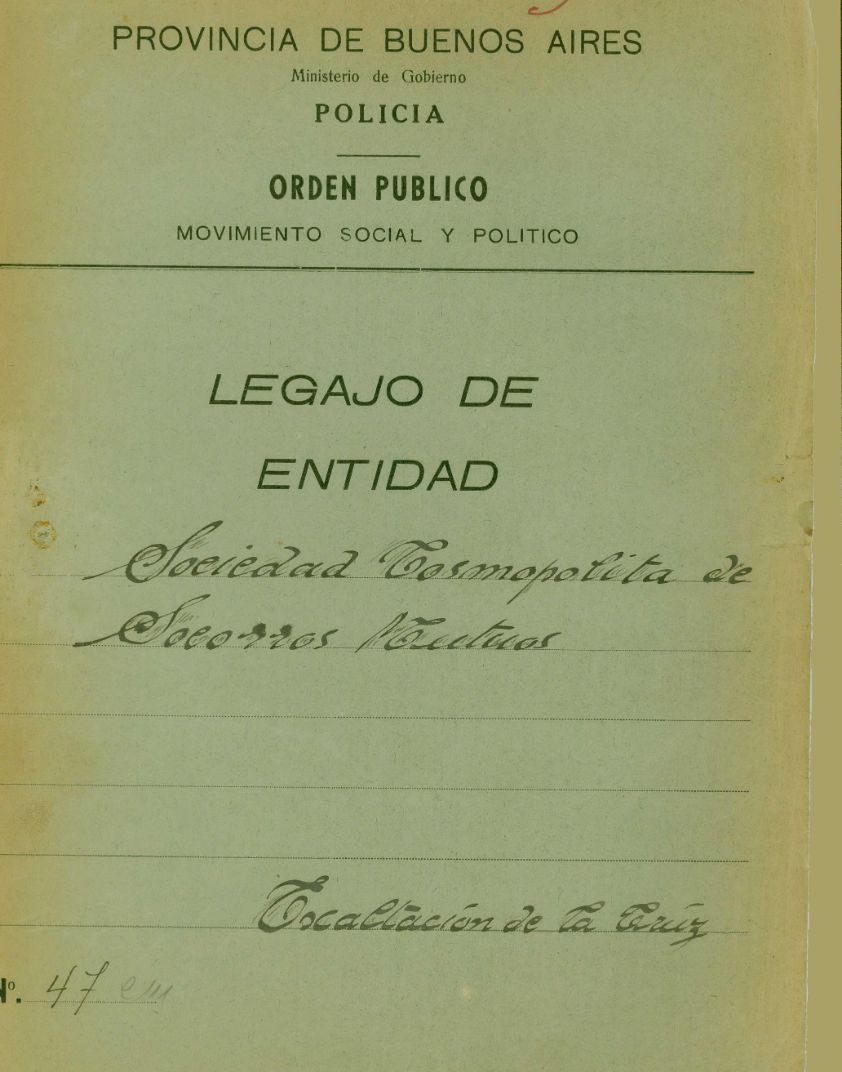 PROVINCIA DE BUENOS AIRES
Ministerio de Gobierno
POLICIA
ORDEN PUBLICO
MOVIMIENTO SOCIAL Y POLITICO
LEGAJO DE
ENTIDAD
Sociedad Cosmopolita de
Socorros Mutuos
Exaltación de la Cruz
Nº. 47